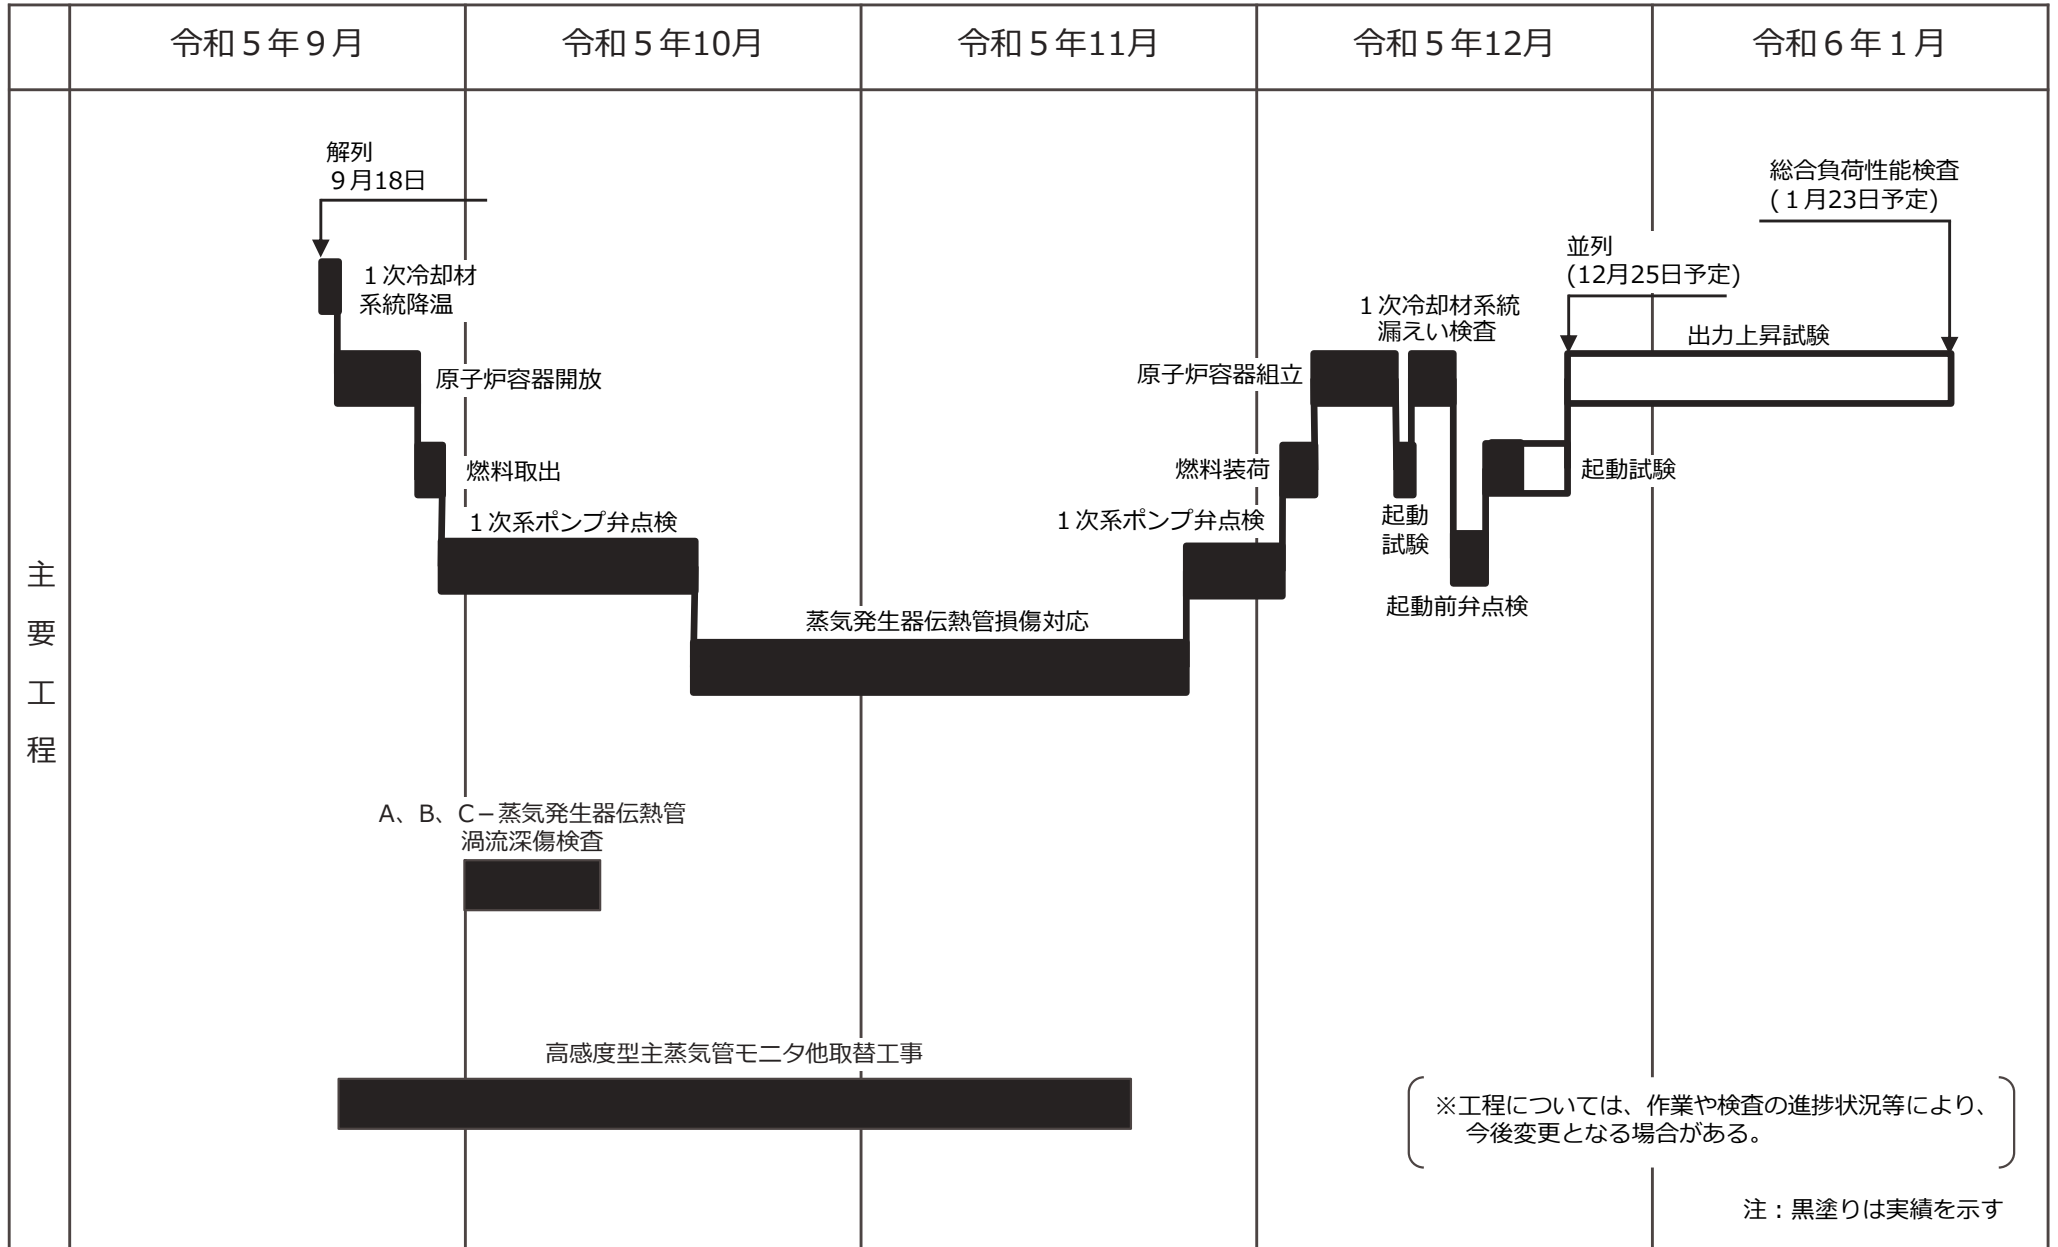 令和５年９月
令和５年10月
令和５年11月
令和５年12月
令和６年１月
主要工程
解列
９月18日
１次冷却材
系統降温
原子炉容器開放
燃料取出
１次系ポンプ弁点検
蒸気発生器伝熱管損傷対応
１次系ポンプ弁点検
燃料装荷
原子炉容器組立
起動
試験
１次冷却材系統
漏えい検査
起動前弁点検
起動試験
並列
(12月25日予定)
出力上昇試験
総合負荷性能検査
(１月23日予定)
A、B、C－蒸気発生器伝熱管
渦流深傷検査
高感度型主蒸気管モニタ他取替工事
※工程については、作業や検査の進捗状況等により、
今後変更となる場合がある。
注：黒塗りは実績を示す